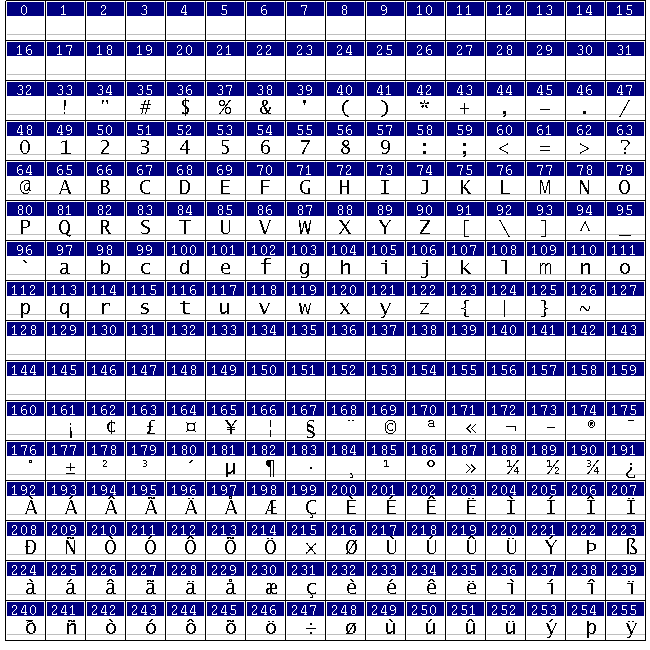 0 1 2 3 4 5 6 7 8 9 10 11 12 13 14 15
16 17 18 19 20 21 22 23 24 25 26 27 28 29 30 31
32 33 34 35 36 37 38 39 40 41 42 43 44 45 46 47
! " # $ % & ' ( ) * + , - . /
48 49 50 51 52 53 54 55 56 57 58 59 60 61 62 63
0 1 2 3 4 5 6 7 8 9 : ; < = > ?
64 65 66 67 68 69 70 71 72 73 74 75 76 77 78 79
@ A B C D E F G H I J K L M N O
80 81 82 83 84 85 86 87 88 89 90 91 92 93 94 95
P Q R S T U V W X Y Z [ \ ] ^ _
96 97 98 99 100 101 102 103 104 105 106 107 108 109 110 111
` a b c d e f g h i j k l m n o
112 113 114 115 116 117 118 119 120 121 122 123 124 125 126 127
p q r s t u v w x y z { | } ~
128 129 130 131 132 133 134 135 136 137 138 139 140 141 142 143
144 145 146 147 148 149 150 151 152 153 154 155 156 157 158 159
160 161 162 163 164 165 166 167 168 169 170 171 172 173 174 175
¡ ¢ £ ¤ ¥ ¦ § ¨ © ª « ¬ - ® ¯
176 177 178 179 180 181 182 183 184 185 186 187 188 189 190 191
° ± ² ³ ´ µ ¶ · ¸ ¹ º » ¼ ½ ¾ ¿
192 193 194 195 196 197 198 199 200 201 202 203 204 205 206 207
À Á Â Ã Ä Å Æ Ç È É Ê Ë Ì Í Î Ï
208 209 210 211 212 213 214 215 216 217 218 219 220 221 222 223
Ð Ñ Ò Ó Ô Õ Ö × Ø Ù Ú Û Ü Ý Þ ß
224 225 226 227 228 229 230 231 232 233 234 235 236 237 238 239
à á â ã ä å æ ç è é ê ë ì í î ï
240 241 242 243 244 245 246 247 248 249 250 251 252 253 254 255
ð ñ ò ó ô õ ö ÷ ø ù ú û ü ý þ ÿ